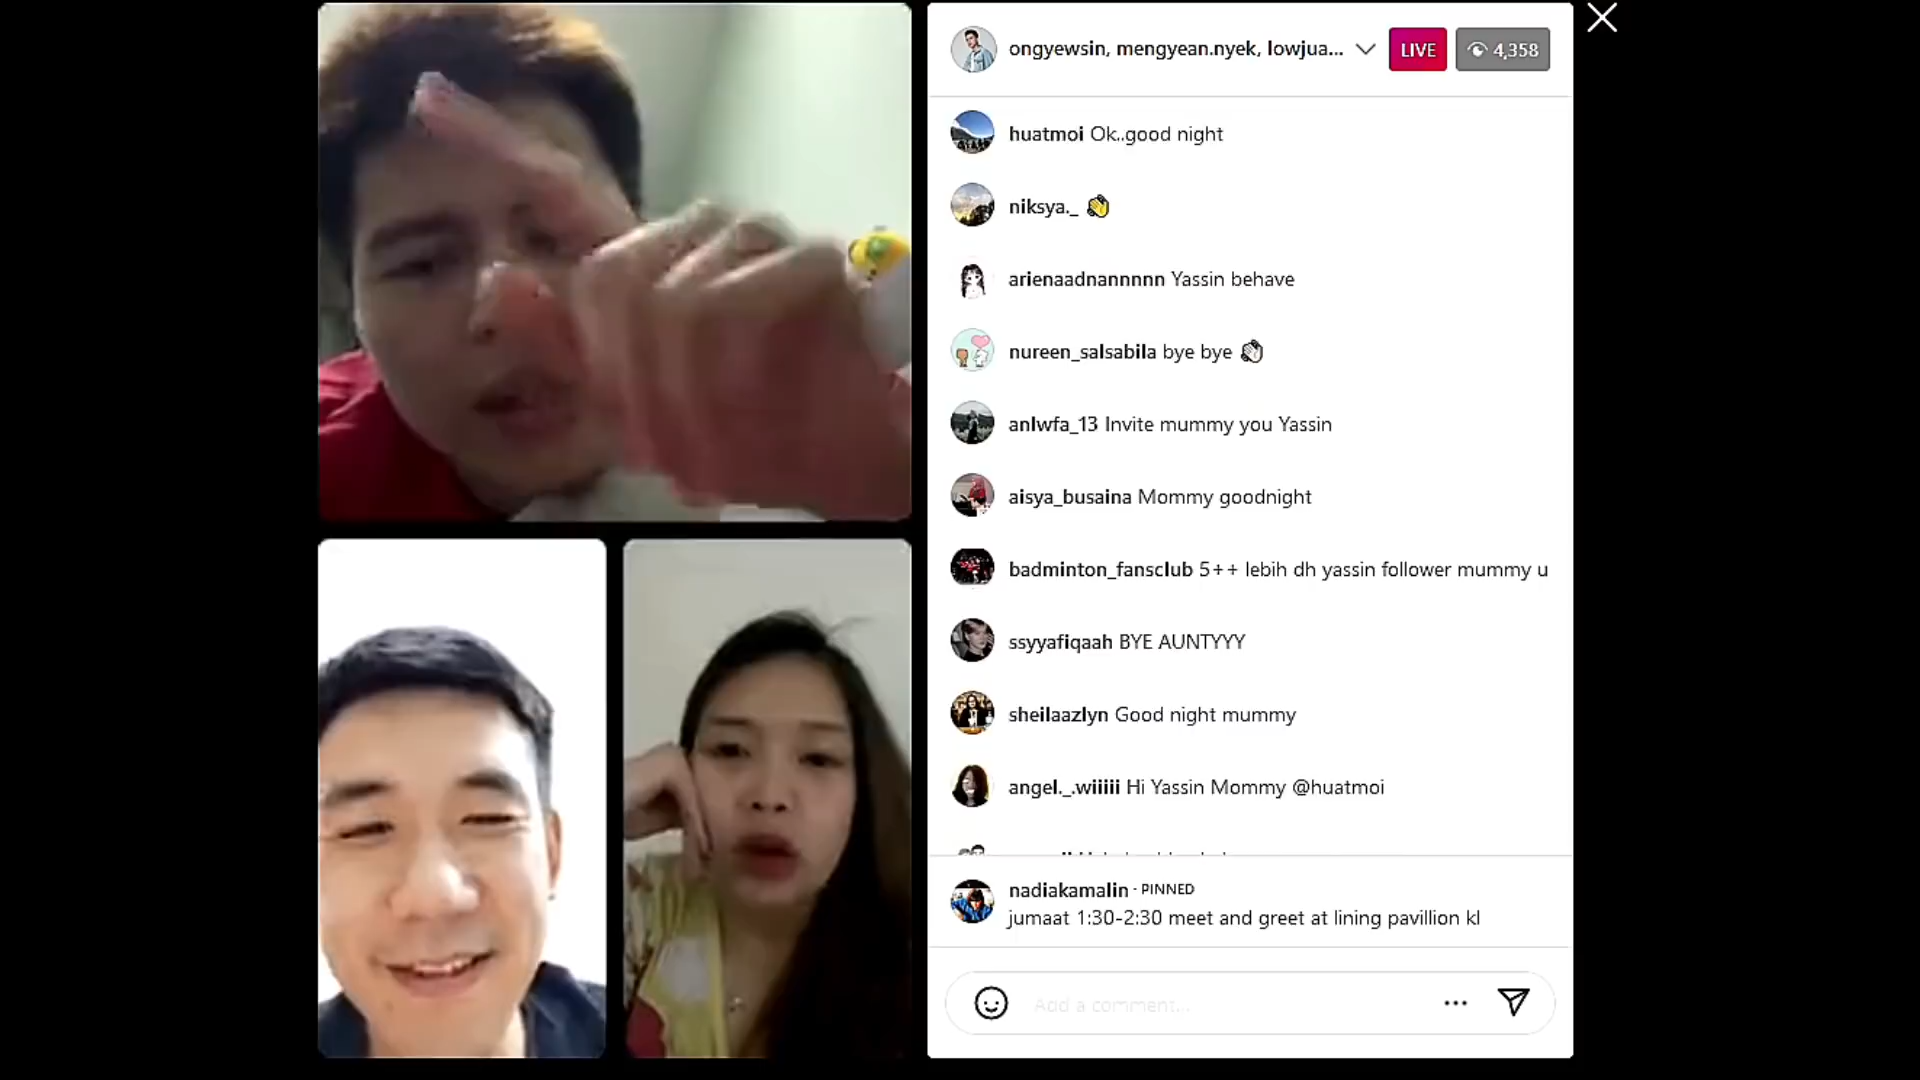 ongyewsin, mengyean.nyek, lowjua...
LIVE
4,358
huatmoi Ok..good night
niksya._ 👋
arienaadnannnnn Yassin behave
nureen_salsabila bye bye 👋🏻
anlwfa_13 Invite mummy you Yassin
aisya_busaina Mommy goodnight
badminton_fansclub 5++ lebih dh yassin follower mummy u
ssyyafiqaah BYE AUNTYYY
sheilaazlyn Good night mummy
angel._.wiiiii Hi Yassin Mommy @huatmoi
nadiakamalin · PINNED
jumaat 1:30-2:30 meet and greet at lining pavillion kl
Add a comment...